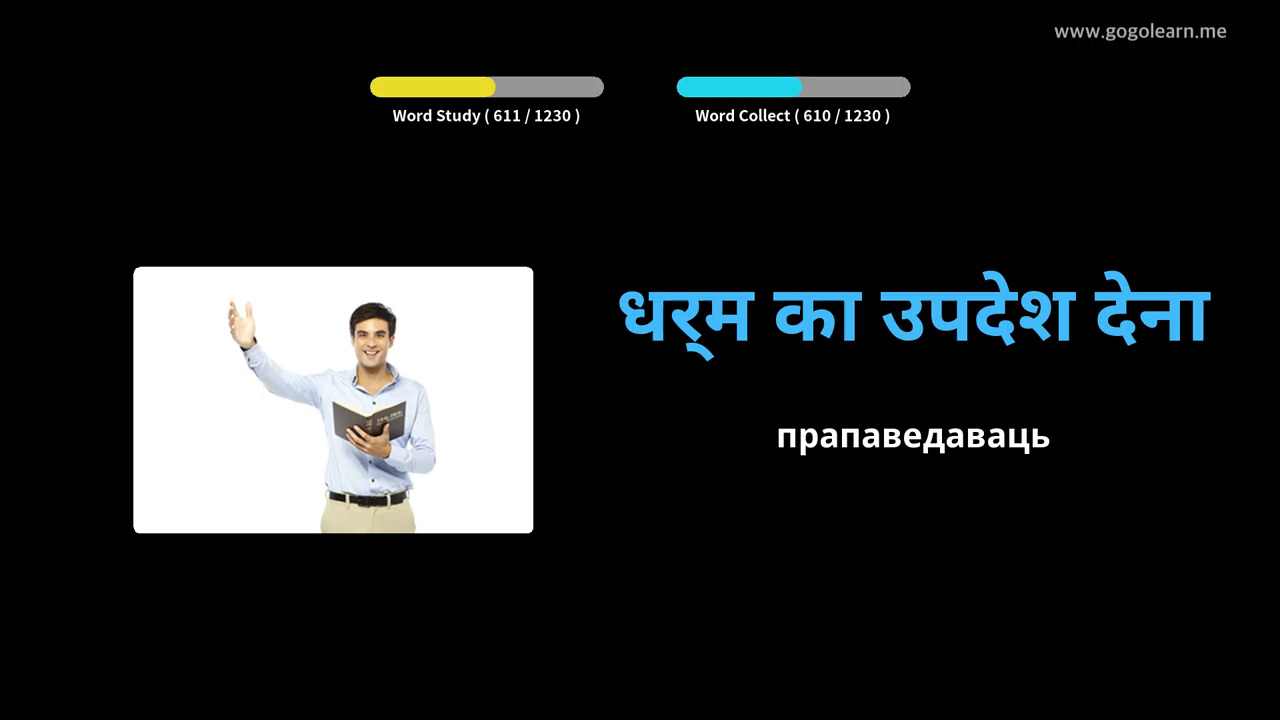 www.gogolearn.me
Word Study ( 611 / 1230 )
Word Collect ( 610 / 1230 )
धर्‌म का उपदेश देना
прапаведаваць